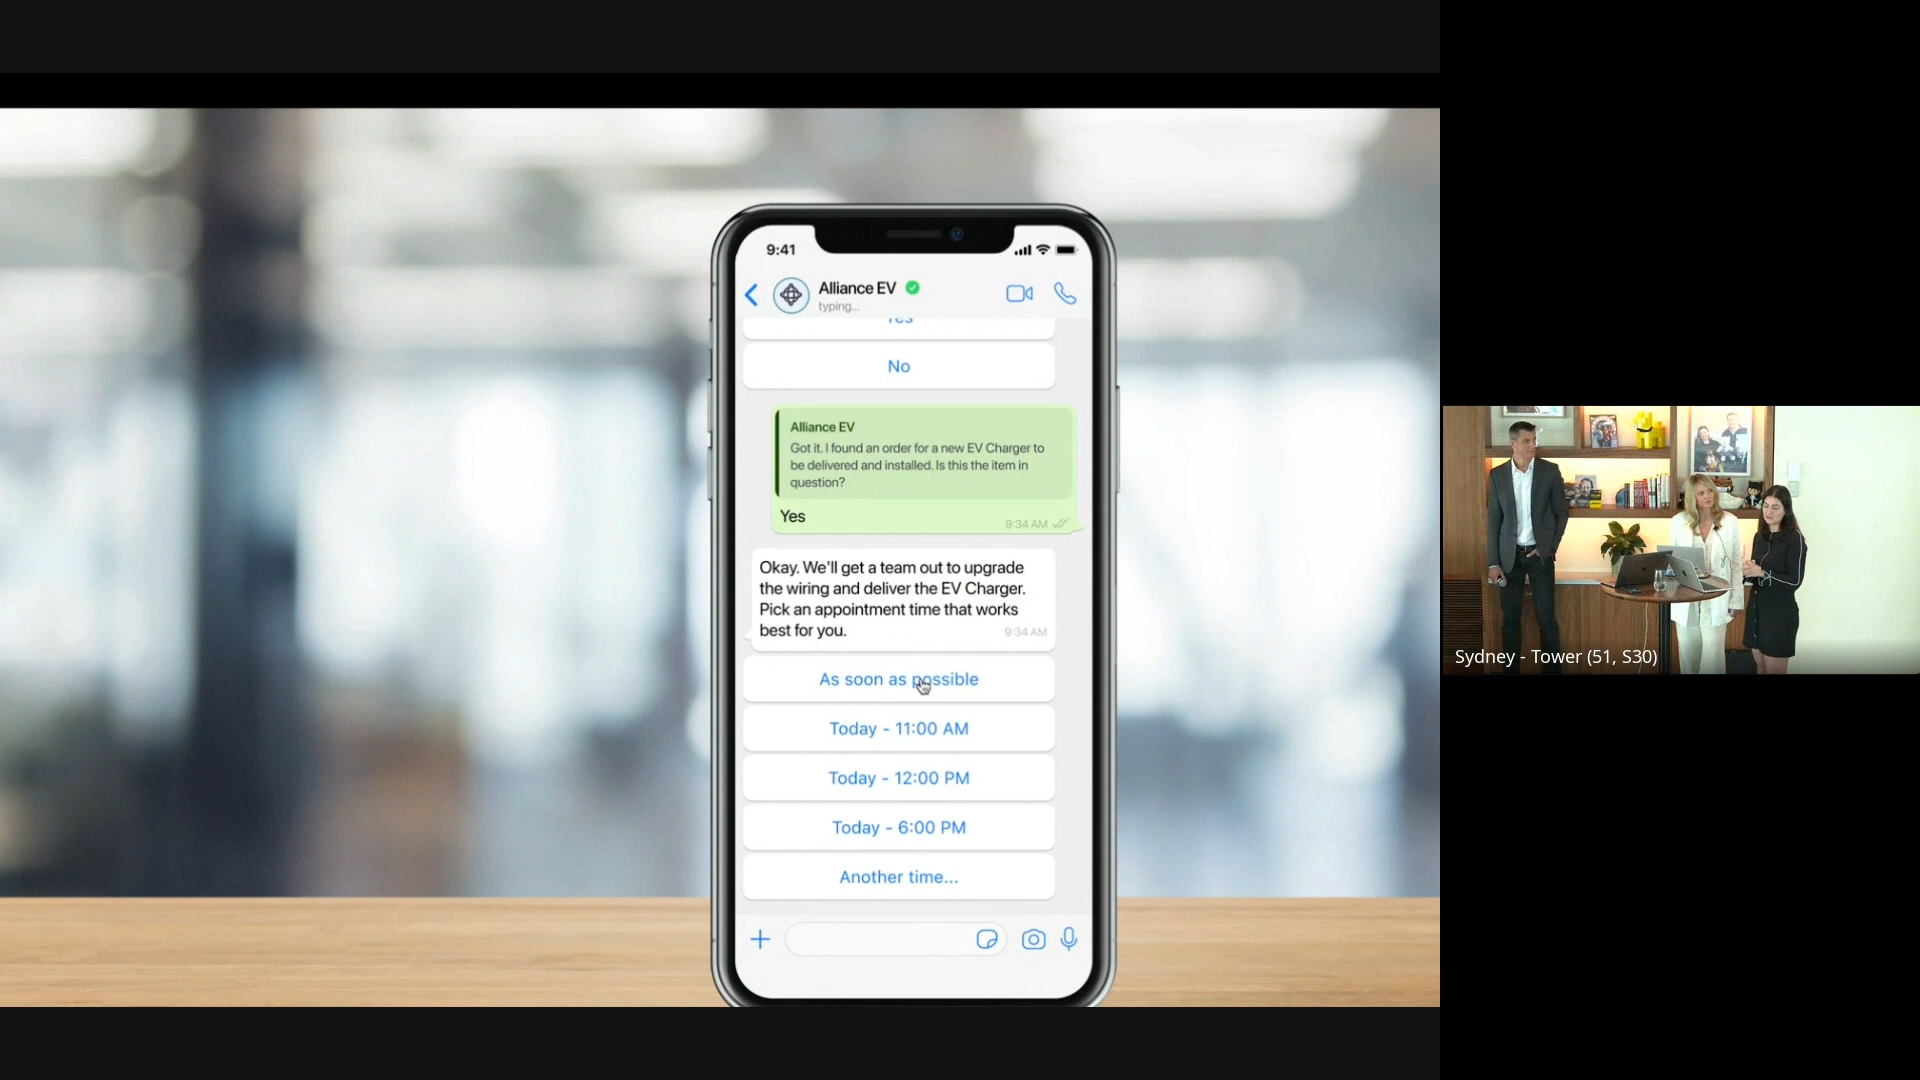 9:41
Alliance EV
typing...
Yes
No
Alliance EV
Got it. I found an order for a new EV Charger to
be delivered and installed. Is this the item in
question?
Yes
9:34 AM
Okay. We'll get a team out to upgrade
the wiring and deliver the EV Charger.
Pick an appointment time that works
best for you.
9:34 AM
As soon as possible
Today - 11:00 AM
Today - 12:00 PM
Today - 6:00 PM
Another time...
Sydney - Tower (51, S30)